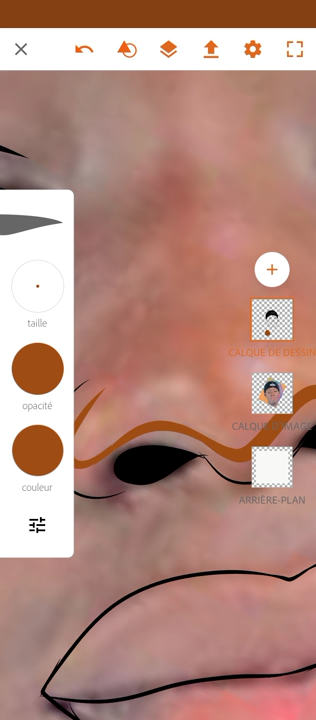 taille
opacité
couleur
CALQUE DE DESSIN
CALQUE D'IMAGE
ARRIÈRE-PLAN